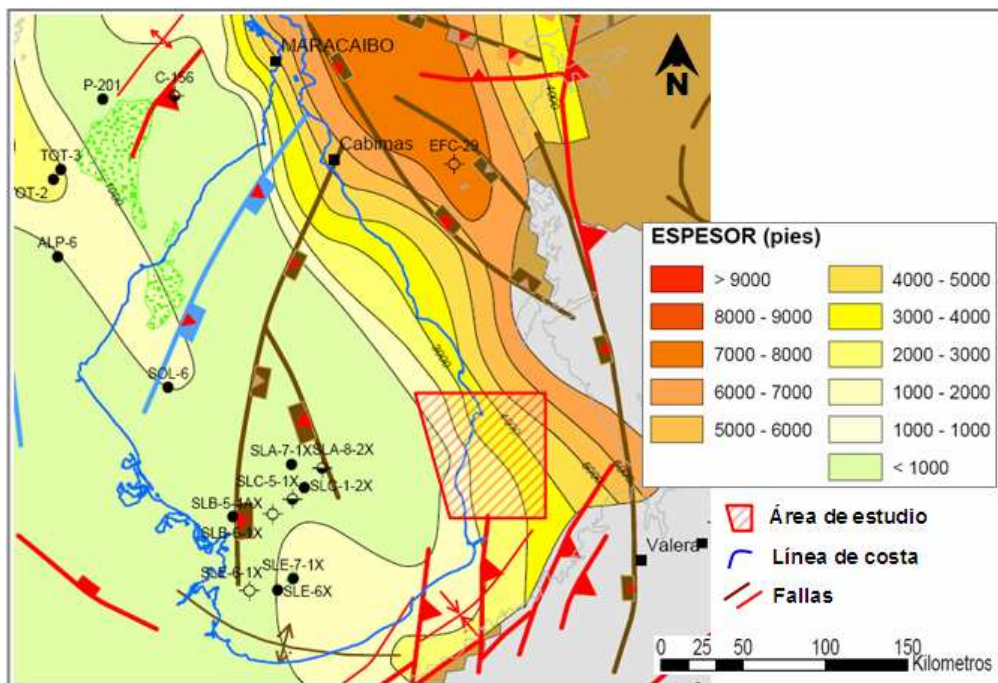 MARACAIBO
C-156
P-201
N
4000
Cabimas
EFC-29
TOT-3
OT-2
1000
ALP-6
3000
SOL-6
4000
SLA-7-1X
SLA-8-2X
SLC-5-1X
SLC-1-2X
SLB-5-4AX
SLB-6-1X
SLE-6-1X
SLE-7-1X
SLE-6X
Valera
ESPESOR (pies)
> 9000
8000 - 9000
7000 - 8000
6000 - 7000
5000 - 6000
4000 - 5000
3000 - 4000
2000 - 3000
1000 - 2000
1000 - 1000
< 1000
Área de estudio
Línea de costa
Fallas
0 25 50 100 150
Kilometros